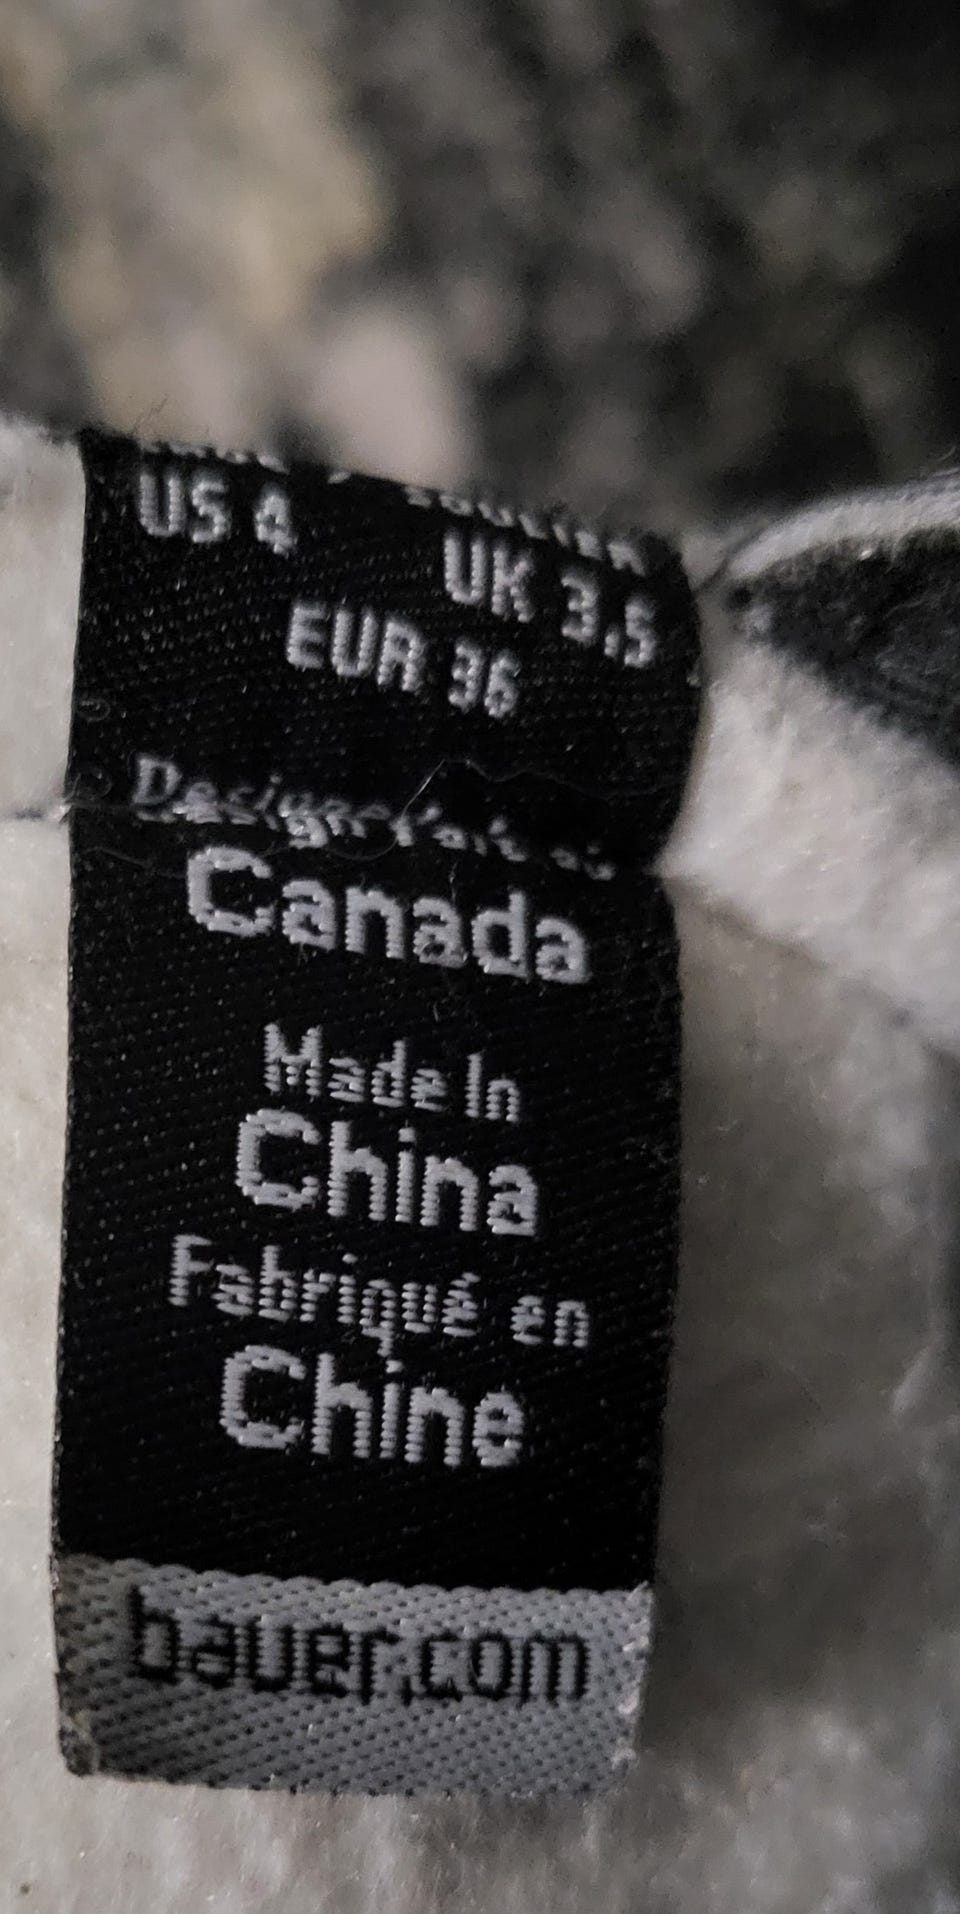 US 4 UK 3.5
EUR 36
Canada
Made In
China
Fabriqué en
Chine
bauer.com